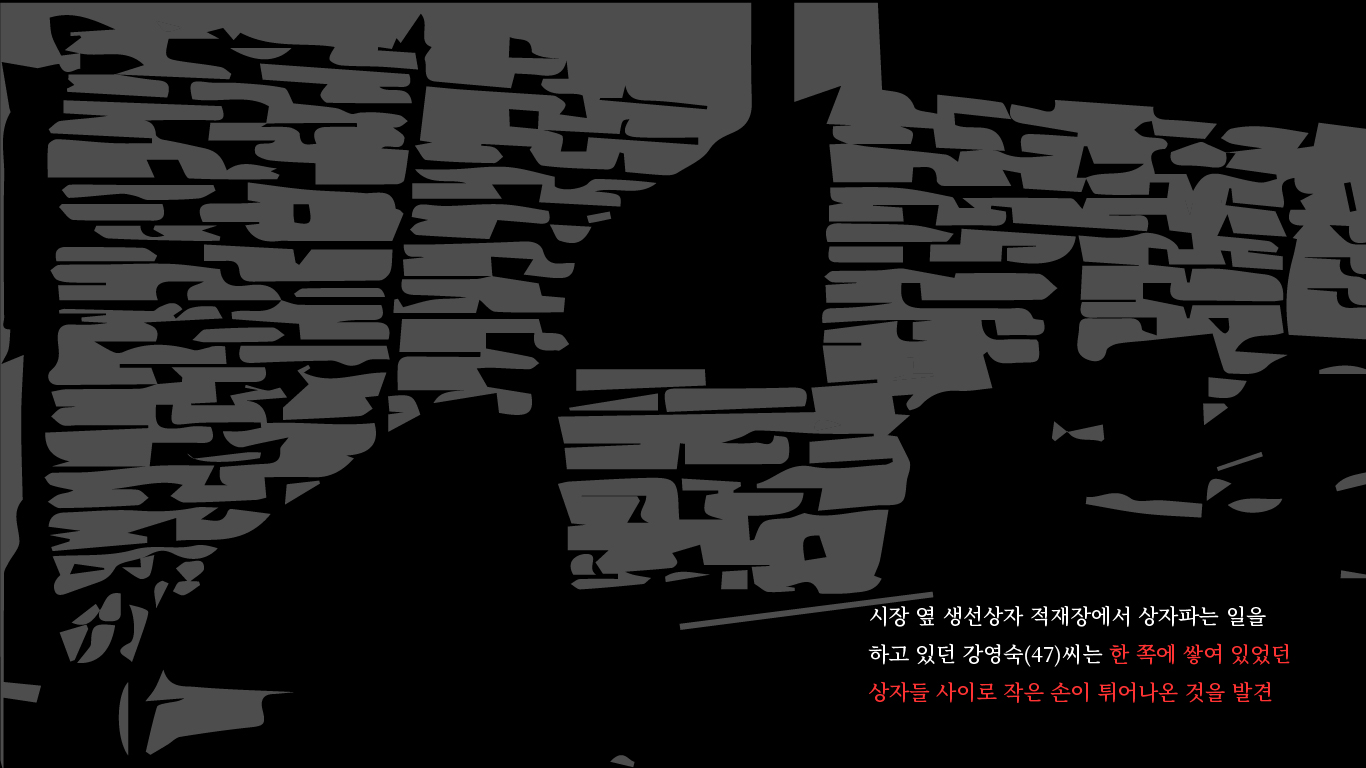 시장 옆 생선상자 적재장에서 상자파는 일을
하고 있던 강영숙(47)씨는 한 쪽에 쌓여 있었던
상자들 사이로 작은 손이 튀어나온 것을 발견